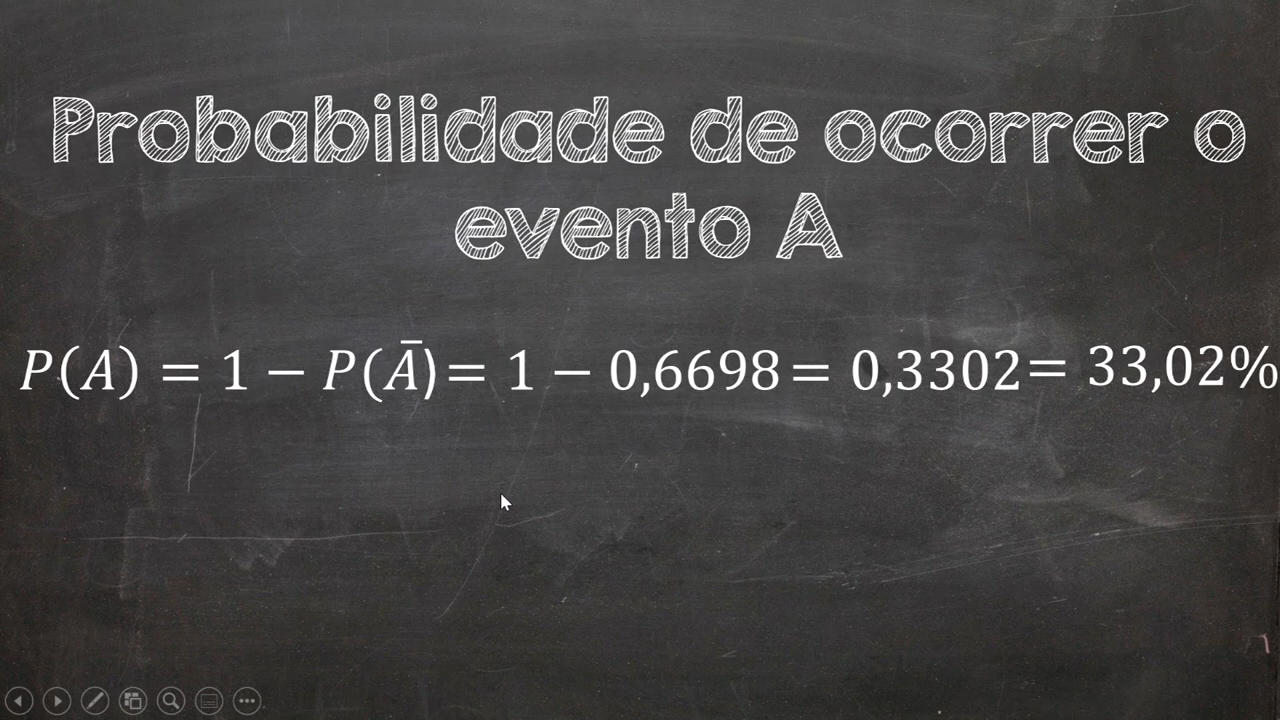 Probabilidade de ocorrer o
evento A
P(A) = 1 − P(Ā) = 1 − 0,6698 = 0,3302 = 33,02%